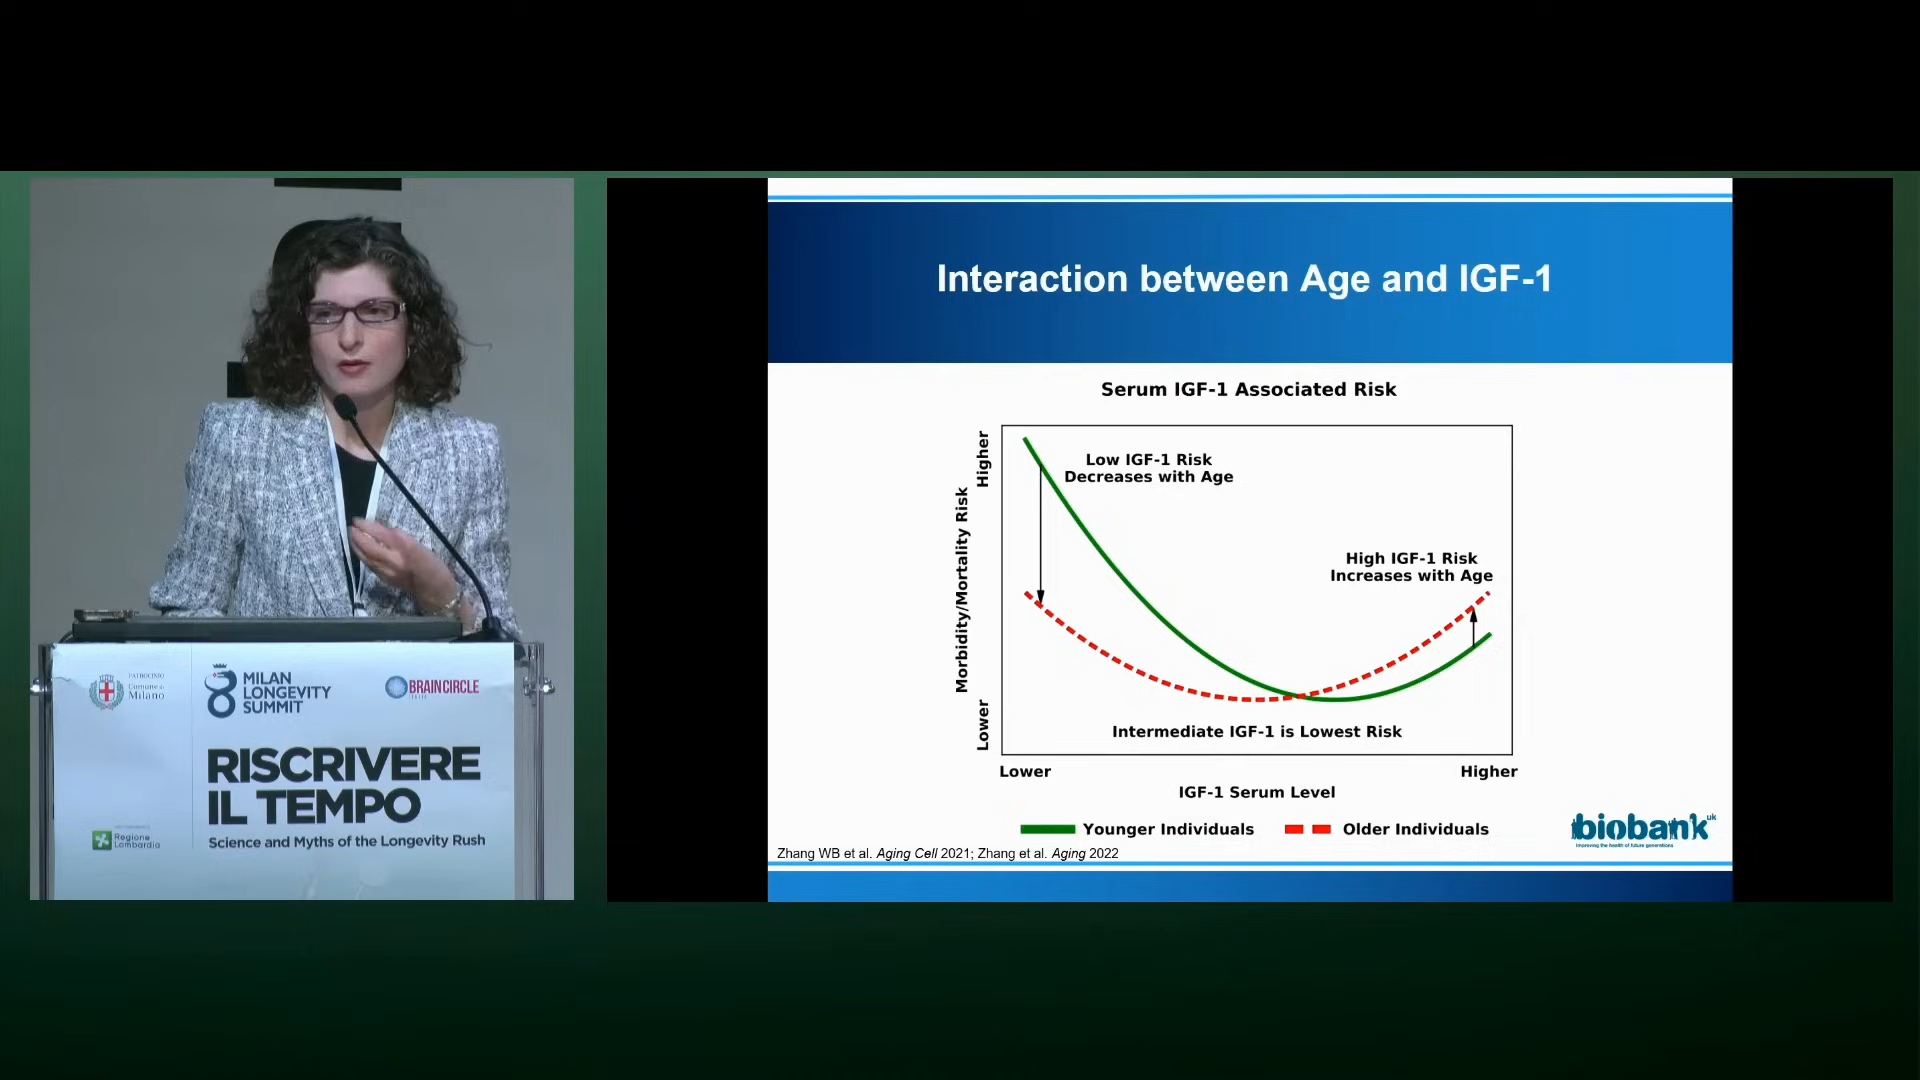 PATROCINIO
Comune di
Milano
MILAN
LONGEVITY
SUMMIT
BRAINCIRCLE
RISCRIVERE
IL TEMPO
Science and Myths of the Longevity Rush
Regione
Lombardia
Interaction between Age and IGF-1
Serum IGF-1 Associated Risk
Higher
Low IGF-1 Risk
Decreases with Age
High IGF-1 Risk
Increases with Age
Morbidity/Mortality Risk
Lower
Intermediate IGF-1 is Lowest Risk
Lower
Higher
IGF-1 Serum Level
Younger Individuals
Older Individuals
biobank uk
Improving the health of future generations
Zhang WB et al. Aging Cell 2021; Zhang et al. Aging 2022